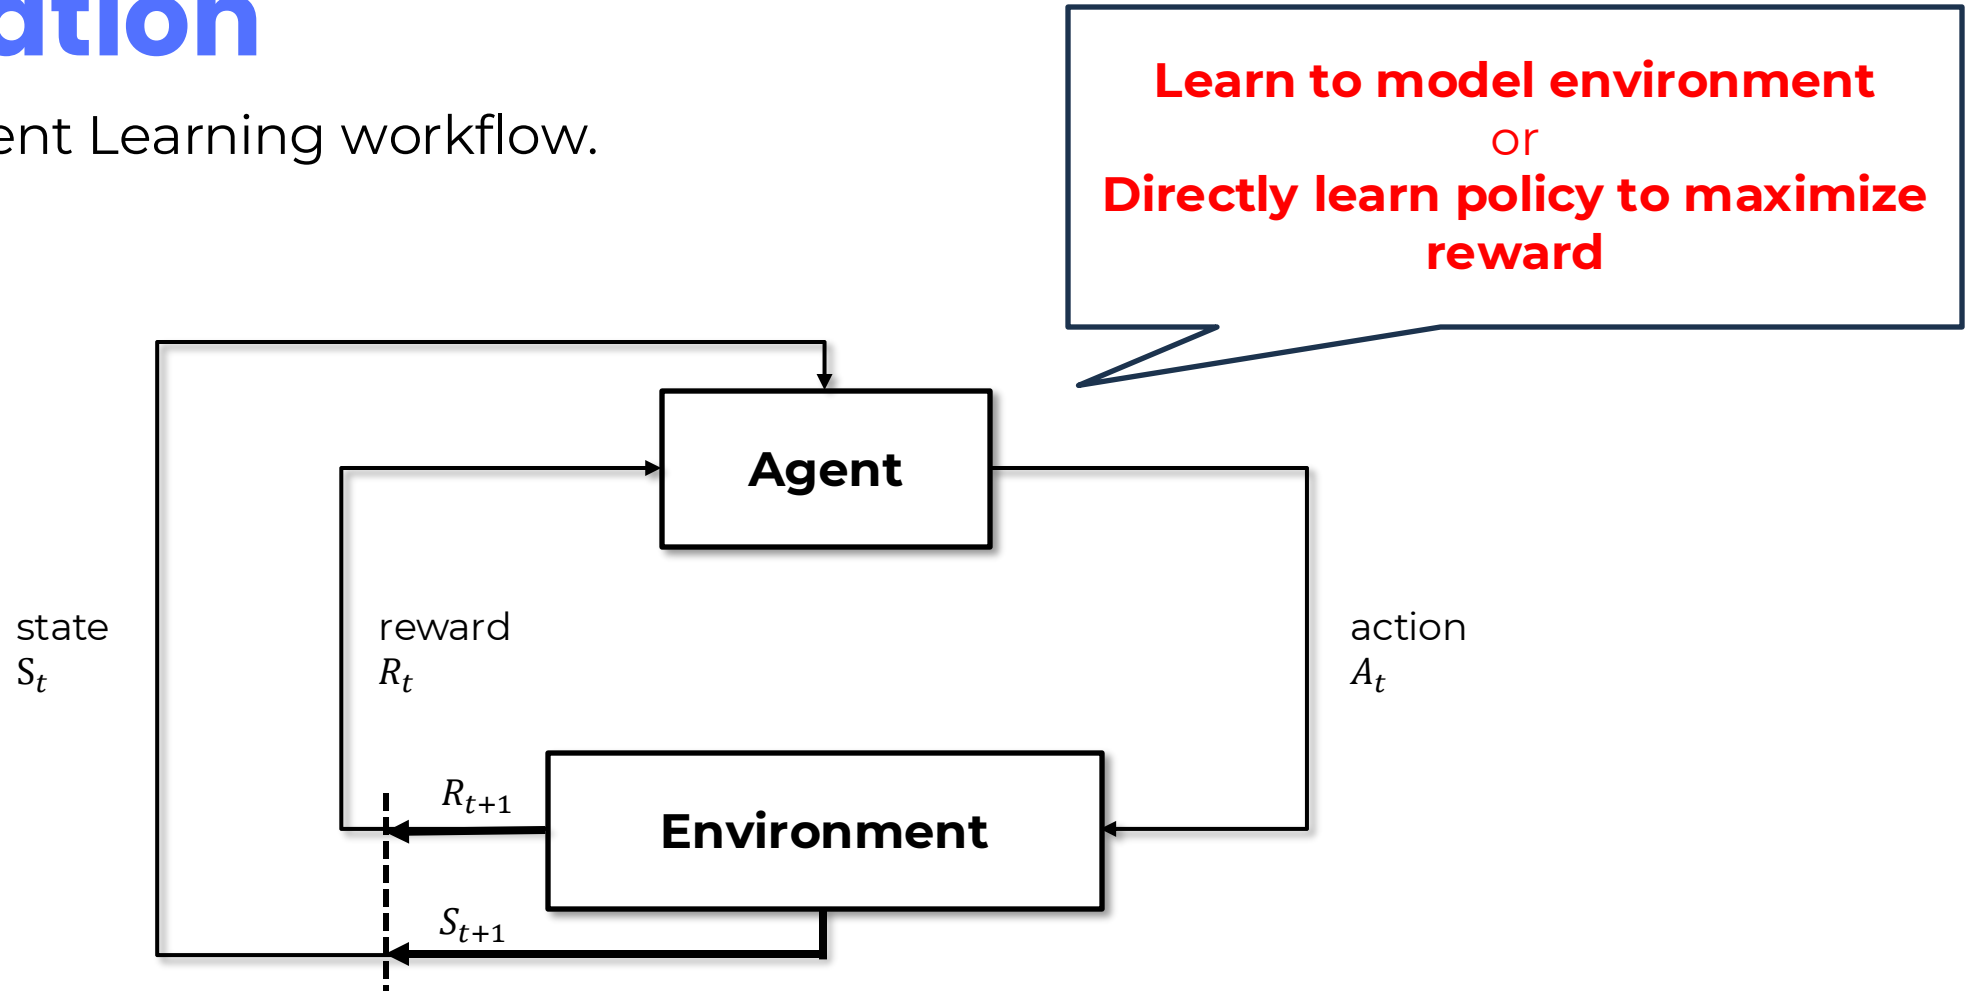 ation
ent Learning workflow.
Learn to model environment
or
Directly learn policy to maximize
reward
Agent
state
S_t
reward
R_t
action
A_t
R_{t+1}
Environment
S_{t+1}